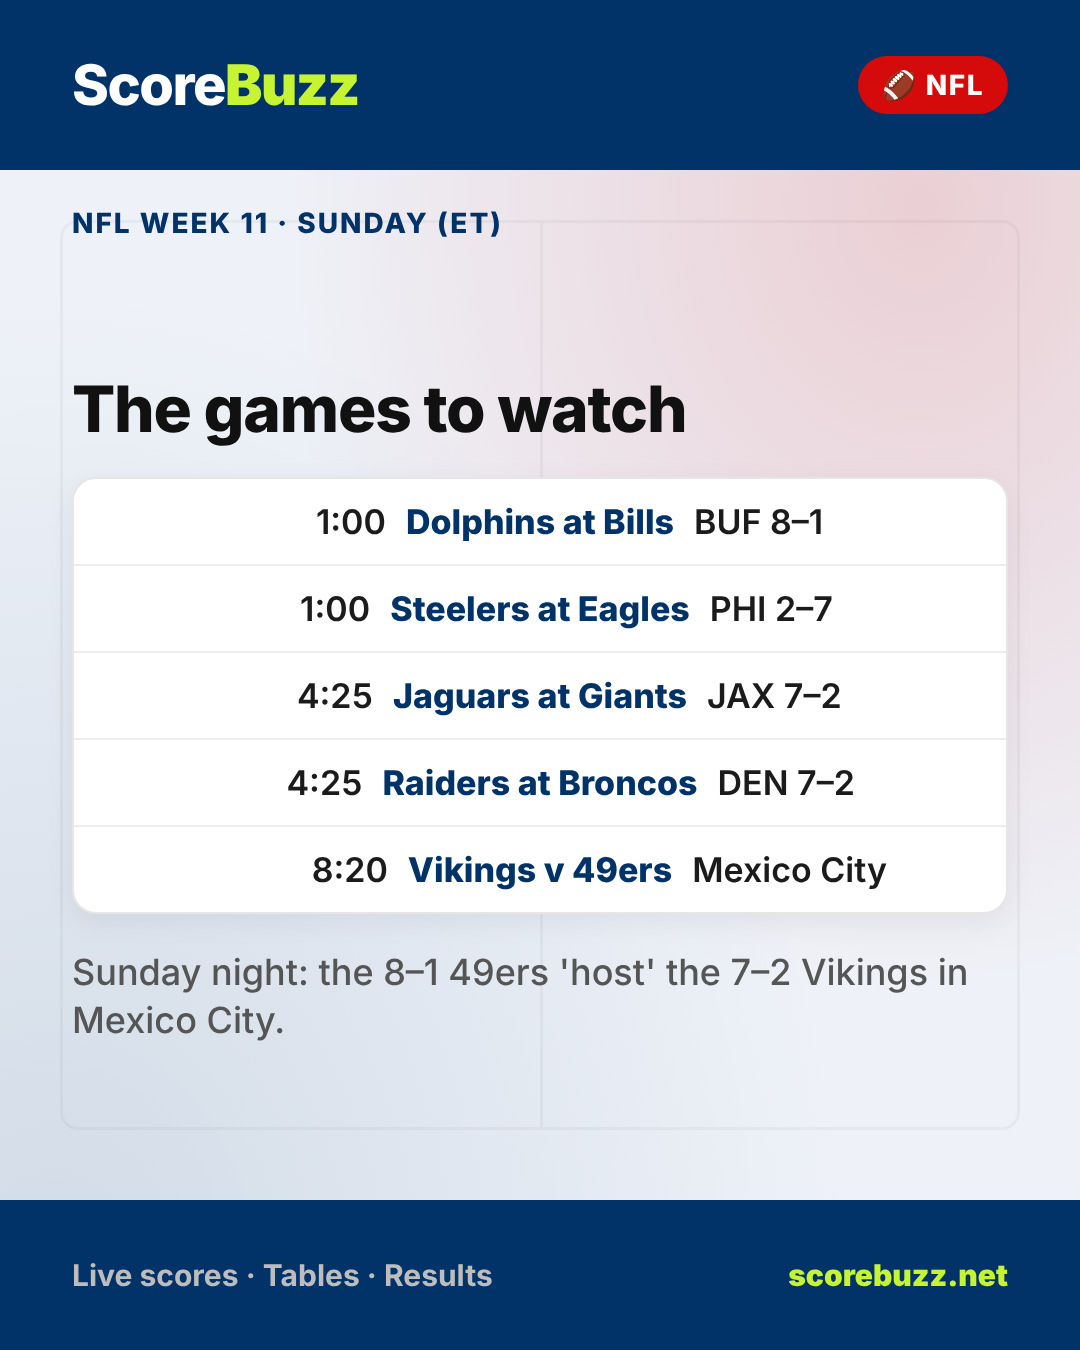 ScoreBuzz
🏈 NFL
NFL WEEK 11 · SUNDAY (ET)
The games to watch
1:00 Dolphins at Bills BUF 8–1
1:00 Steelers at Eagles PHI 2–7
4:25 Jaguars at Giants JAX 7–2
4:25 Raiders at Broncos DEN 7–2
8:20 Vikings v 49ers Mexico City
Sunday night: the 8–1 49ers 'host' the 7–2 Vikings in
Mexico City.
Live scores · Tables · Results
scorebuzz.net